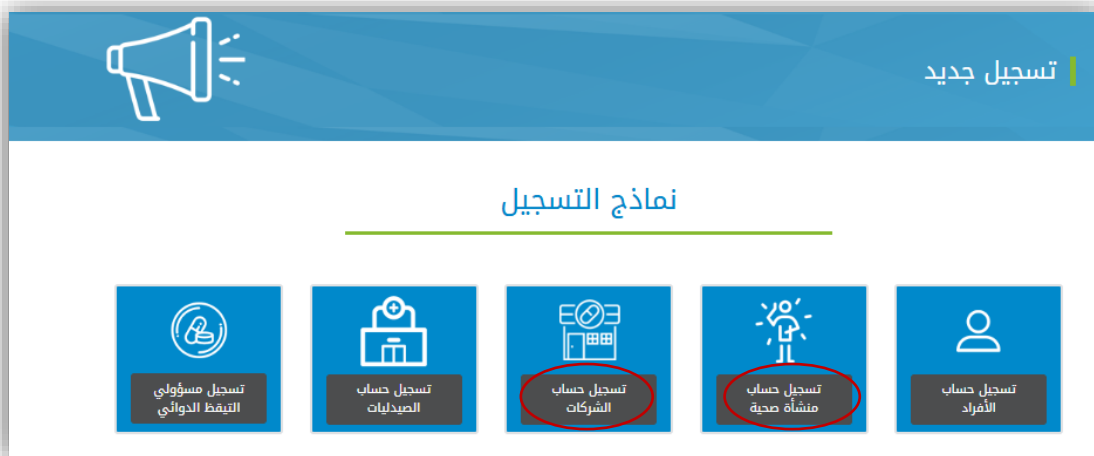 تسجيل جديد
نماذج التسجيل
تسجيل حساب
الأفراد
تسجيل حساب
منشأة صحية
تسجيل حساب
الشركات
تسجيل حساب
الصيدليات
تسجيل مسؤولي
التيقظ الدوائي